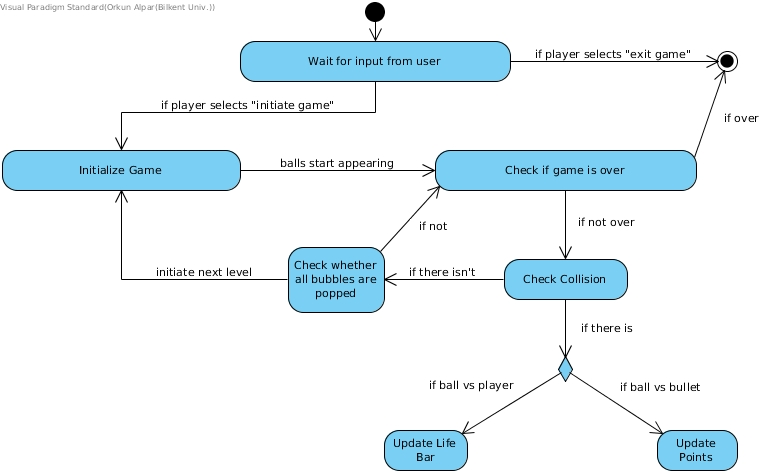 Visual Paradigm Standard(Orkun Alpar(Bilkent Univ.))
Wait for input from user
if player selects "exit game"
if player selects "initiate game"
if over
Initialize Game
balls start appearing
Check if game is over
if not
if not over
Check whether
all bubbles are
popped
initiate next level
if there isn't
Check Collision
if there is
if ball vs player
if ball vs bullet
Update Life
Bar
Update
Points